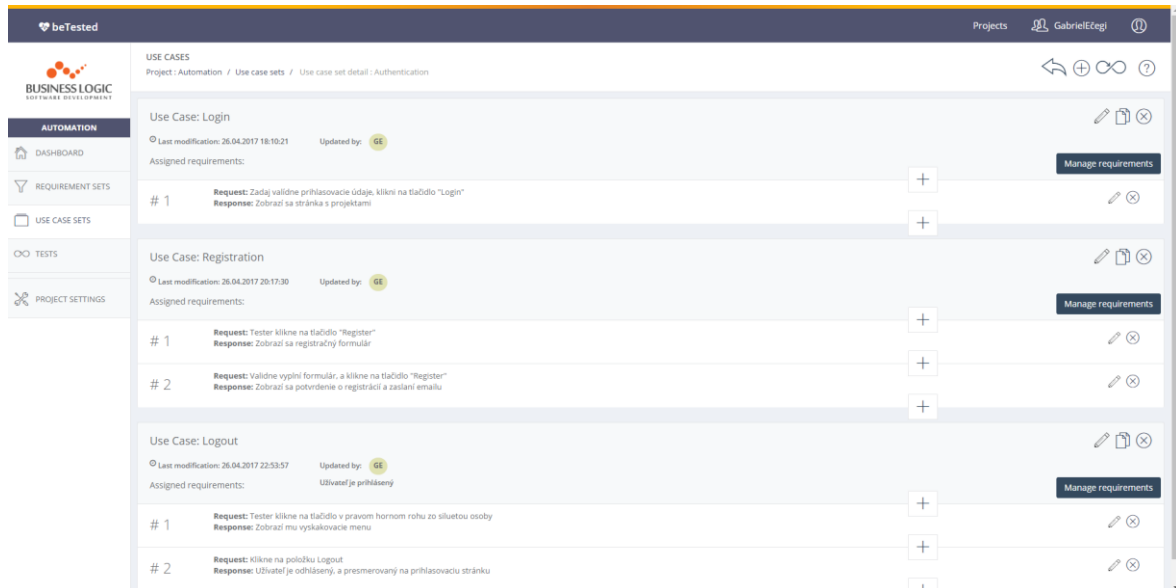 beTested
Projects
GabrielEčegi
BUSINESS LOGIC
SOFTWARE DEVELOPMENT
AUTOMATION
DASHBOARD
REQUIREMENT SETS
USE CASE SETS
TESTS
PROJECT SETTINGS
USE CASES
Project : Automation / Use case sets / Use case set detail : Authentication
Use Case: Login
Last modification: 26.04.2017 18:10:21 Updated by: GE
Assigned requirements:
Manage requirements
# 1
Request: Zadaj validne prihlasovacie údaje, klikni na tlačidlo "Login"
Response: Zobrazí sa stránka s projektami
Use Case: Registration
Last modification: 26.04.2017 20:17:30 Updated by: GE
Assigned requirements:
Manage requirements
# 1
Request: Tester klikne na tlačidlo "Register"
Response: Zobrazí sa registračný formulár
# 2
Request: Validne vyplní formulár, a klikne na tlačidlo "Register"
Response: Zobrazí sa potvrdenie o registrácií a zaslaní emailu
Use Case: Logout
Last modification: 26.04.2017 22:53:57 Updated by: GE
Assigned requirements: Užívateľ je prihlásený
Manage requirements
# 1
Request: Tester klikne na tlačidlo v pravom hornom rohu zo siluetou osoby
Response: Zobrazí mu vyskakovacie menu
# 2
Request: Klikne na položku Logout
Response: Užívateľ je odhlásený, a presmerovaný na prihlasovaciu stránku